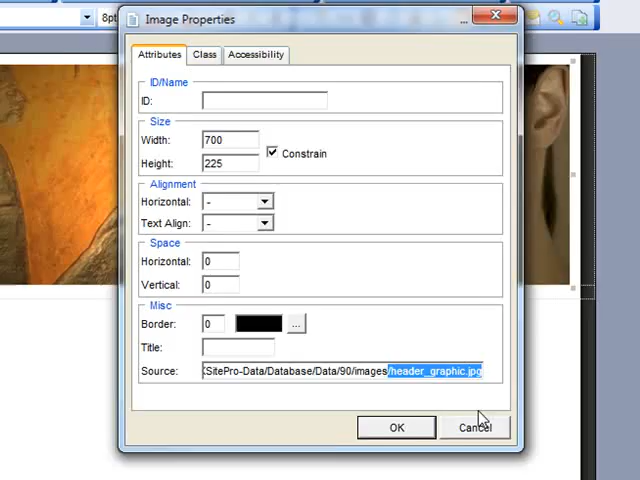 Image Properties
...
8pt
Attributes
Class
Accessibility
ID/Name
ID:
Size
Width:
700
Constrain
Height:
225
Alignment
Horizontal:
-
Text Align:
-
Space
Horizontal:
0
Vertical:
0
Misc
Border:
0
...
Title:
Source:
SitePro-Data/Database/Data/90/images/header_graphic.jpg
OK
Cancel